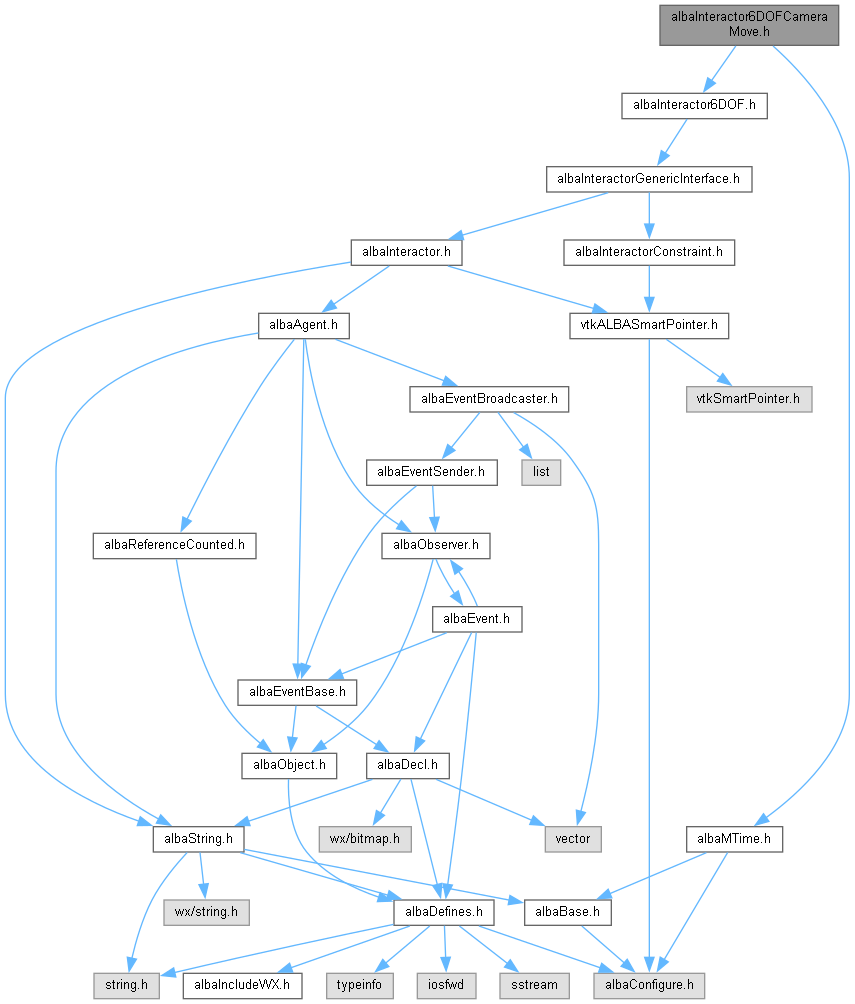 albaInteractor6DOFCamera
Move.h
albaInteractor6DOF.h
albaInteractorGenericInterface.h
albaInteractor.h
albaInteractorConstraint.h
albaAgent.h
vtkALBASmartPointer.h
albaEventBroadcaster.h
vtkSmartPointer.h
albaEventSender.h
list
albaReferenceCounted.h
albaObserver.h
albaEvent.h
albaEventBase.h
albaObject.h
albaDecl.h
albaString.h
wx/bitmap.h
vector
albaMTime.h
wx/string.h
albaDefines.h
albaBase.h
string.h
albaIncludeWX.h
typeinfo
iosfwd
sstream
albaConfigure.h